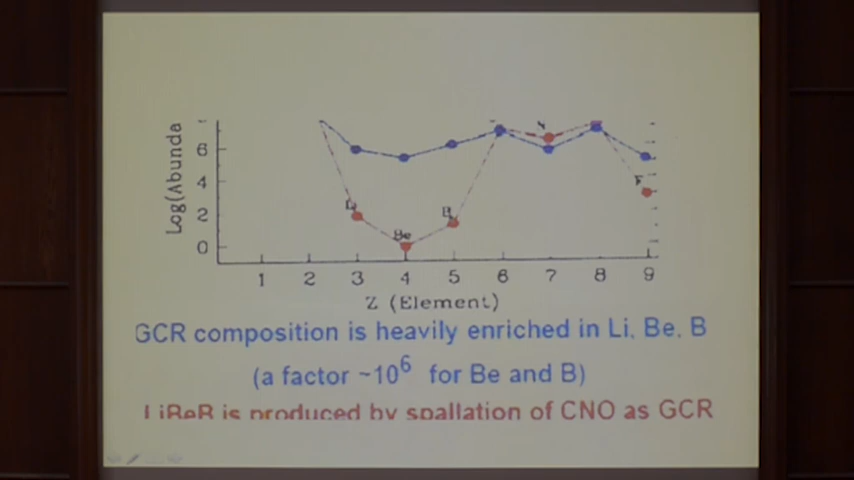 Log(Abunda
6
4
2
0
Li
Be
B
N
F
1 2 3 4 5 6 7 8 9
Z (Element)
GCR composition is heavily enriched in Li, Be, B
(a factor ~10⁶ for Be and B)
LiBeB is produced by spallation of CNO as GCR